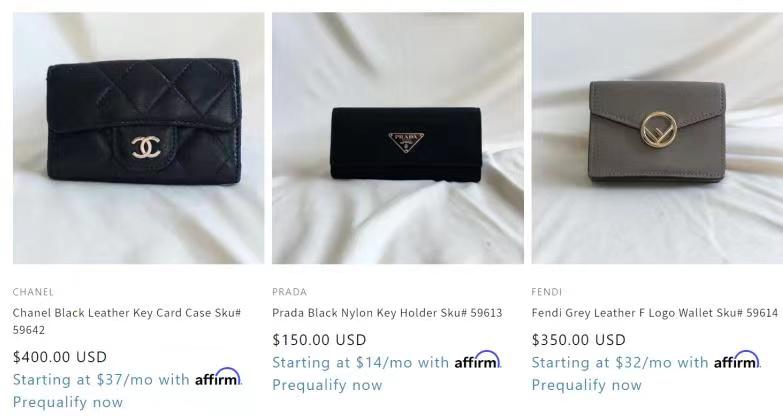 PRADA
CHANEL
Chanel Black Leather Key Card Case Sku#
59642
$400.00 USD
Starting at $37/mo with affirm
Prequalify now
PRADA
Prada Black Nylon Key Holder Sku# 59613
$150.00 USD
Starting at $14/mo with affirm
Prequalify now
FENDI
Fendi Grey Leather F Logo Wallet Sku# 59614
$350.00 USD
Starting at $32/mo with affirm
Prequalify now